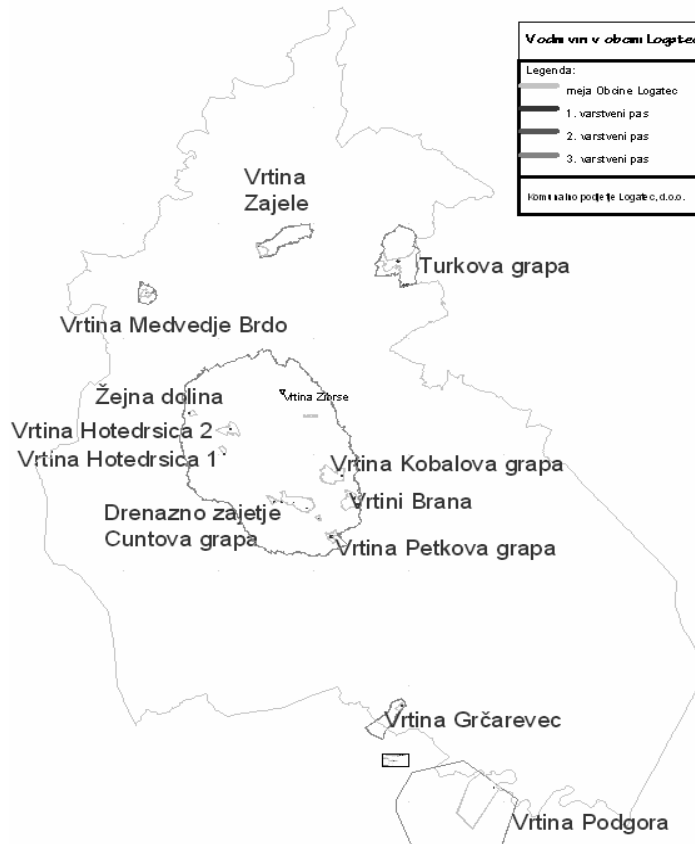 Vodni viri v obcini Logatec
Legenda:
meja Obcine Logatec
1. varstveni pas
2. varstveni pas
3. varstveni pas
Komunalno podjetje Logatec, d.o.o.
Vrtina
Zajele
Turkova grapa
Vrtina Medvedje Brdo
Žejna dolina
Vrtina Zibrse
Vrtina Hotedrsica 2
Vrtina Hotedrsica 1
Vrtina Kobalova grapa
Vrtini Brana
Drenazno zajetje
Cuntova grapa
Vrtina Petkova grapa
Vrtina Grčarevec
Vrtina Podgora